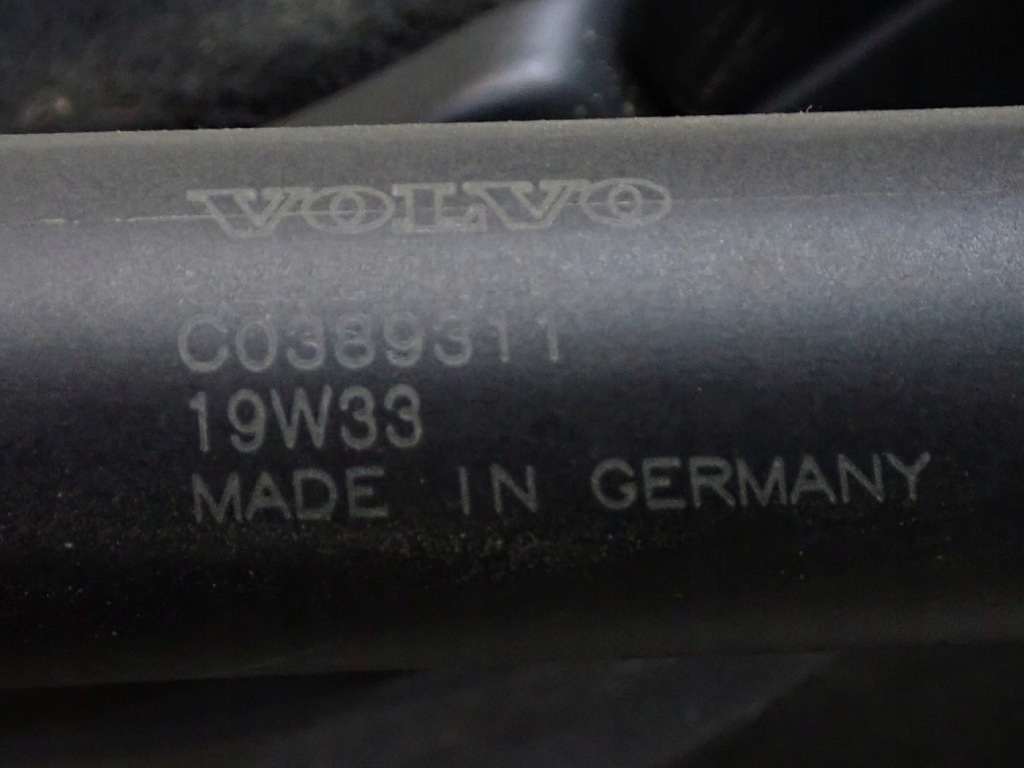 VOLVO
C0389311
19W33
MADE IN GERMANY